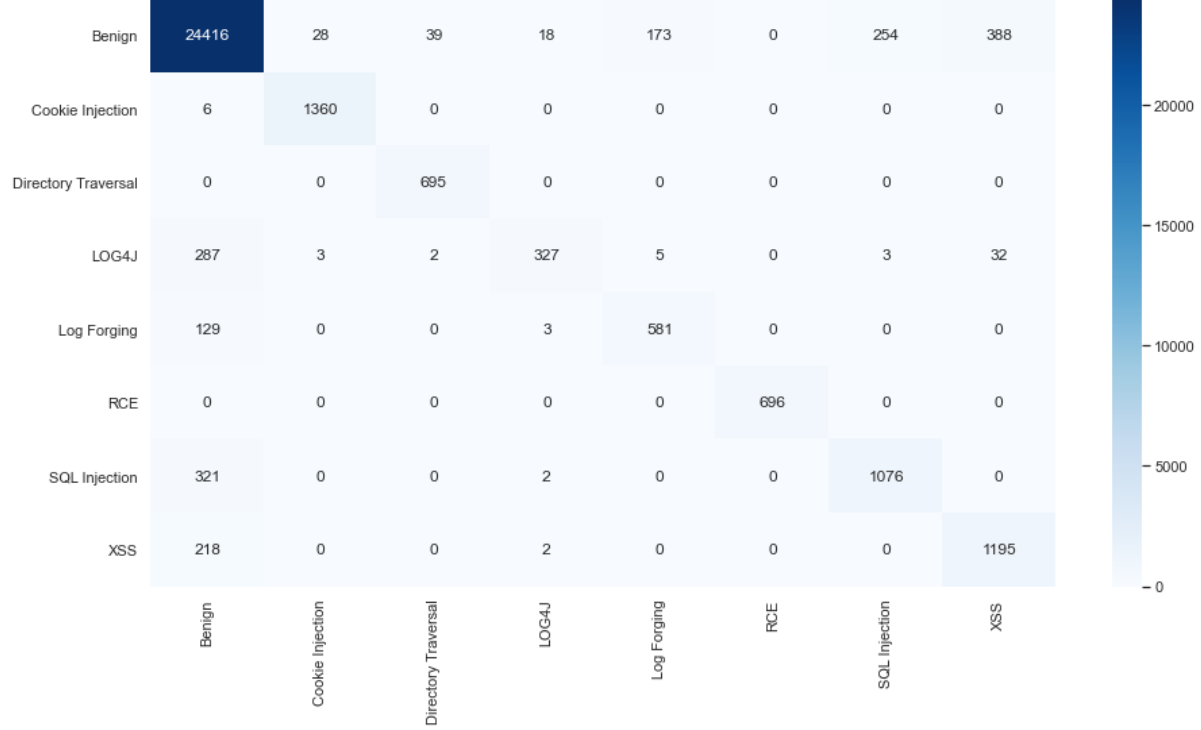 Benign 24416 28 39 18 173 0 254 388
Cookie Injection 6 1360 0 0 0 0 0 0
Directory Traversal 0 0 695 0 0 0 0 0
LOG4J 287 3 2 327 5 0 3 32
Log Forging 129 0 0 3 581 0 0 0
RCE 0 0 0 0 0 696 0 0
SQL Injection 321 0 0 2 0 0 1076 0
XSS 218 0 0 2 0 0 0 1195
Benign
Cookie Injection
Directory Traversal
LOG4J
Log Forging
RCE
SQL Injection
XSS
20000
15000
10000
5000
0